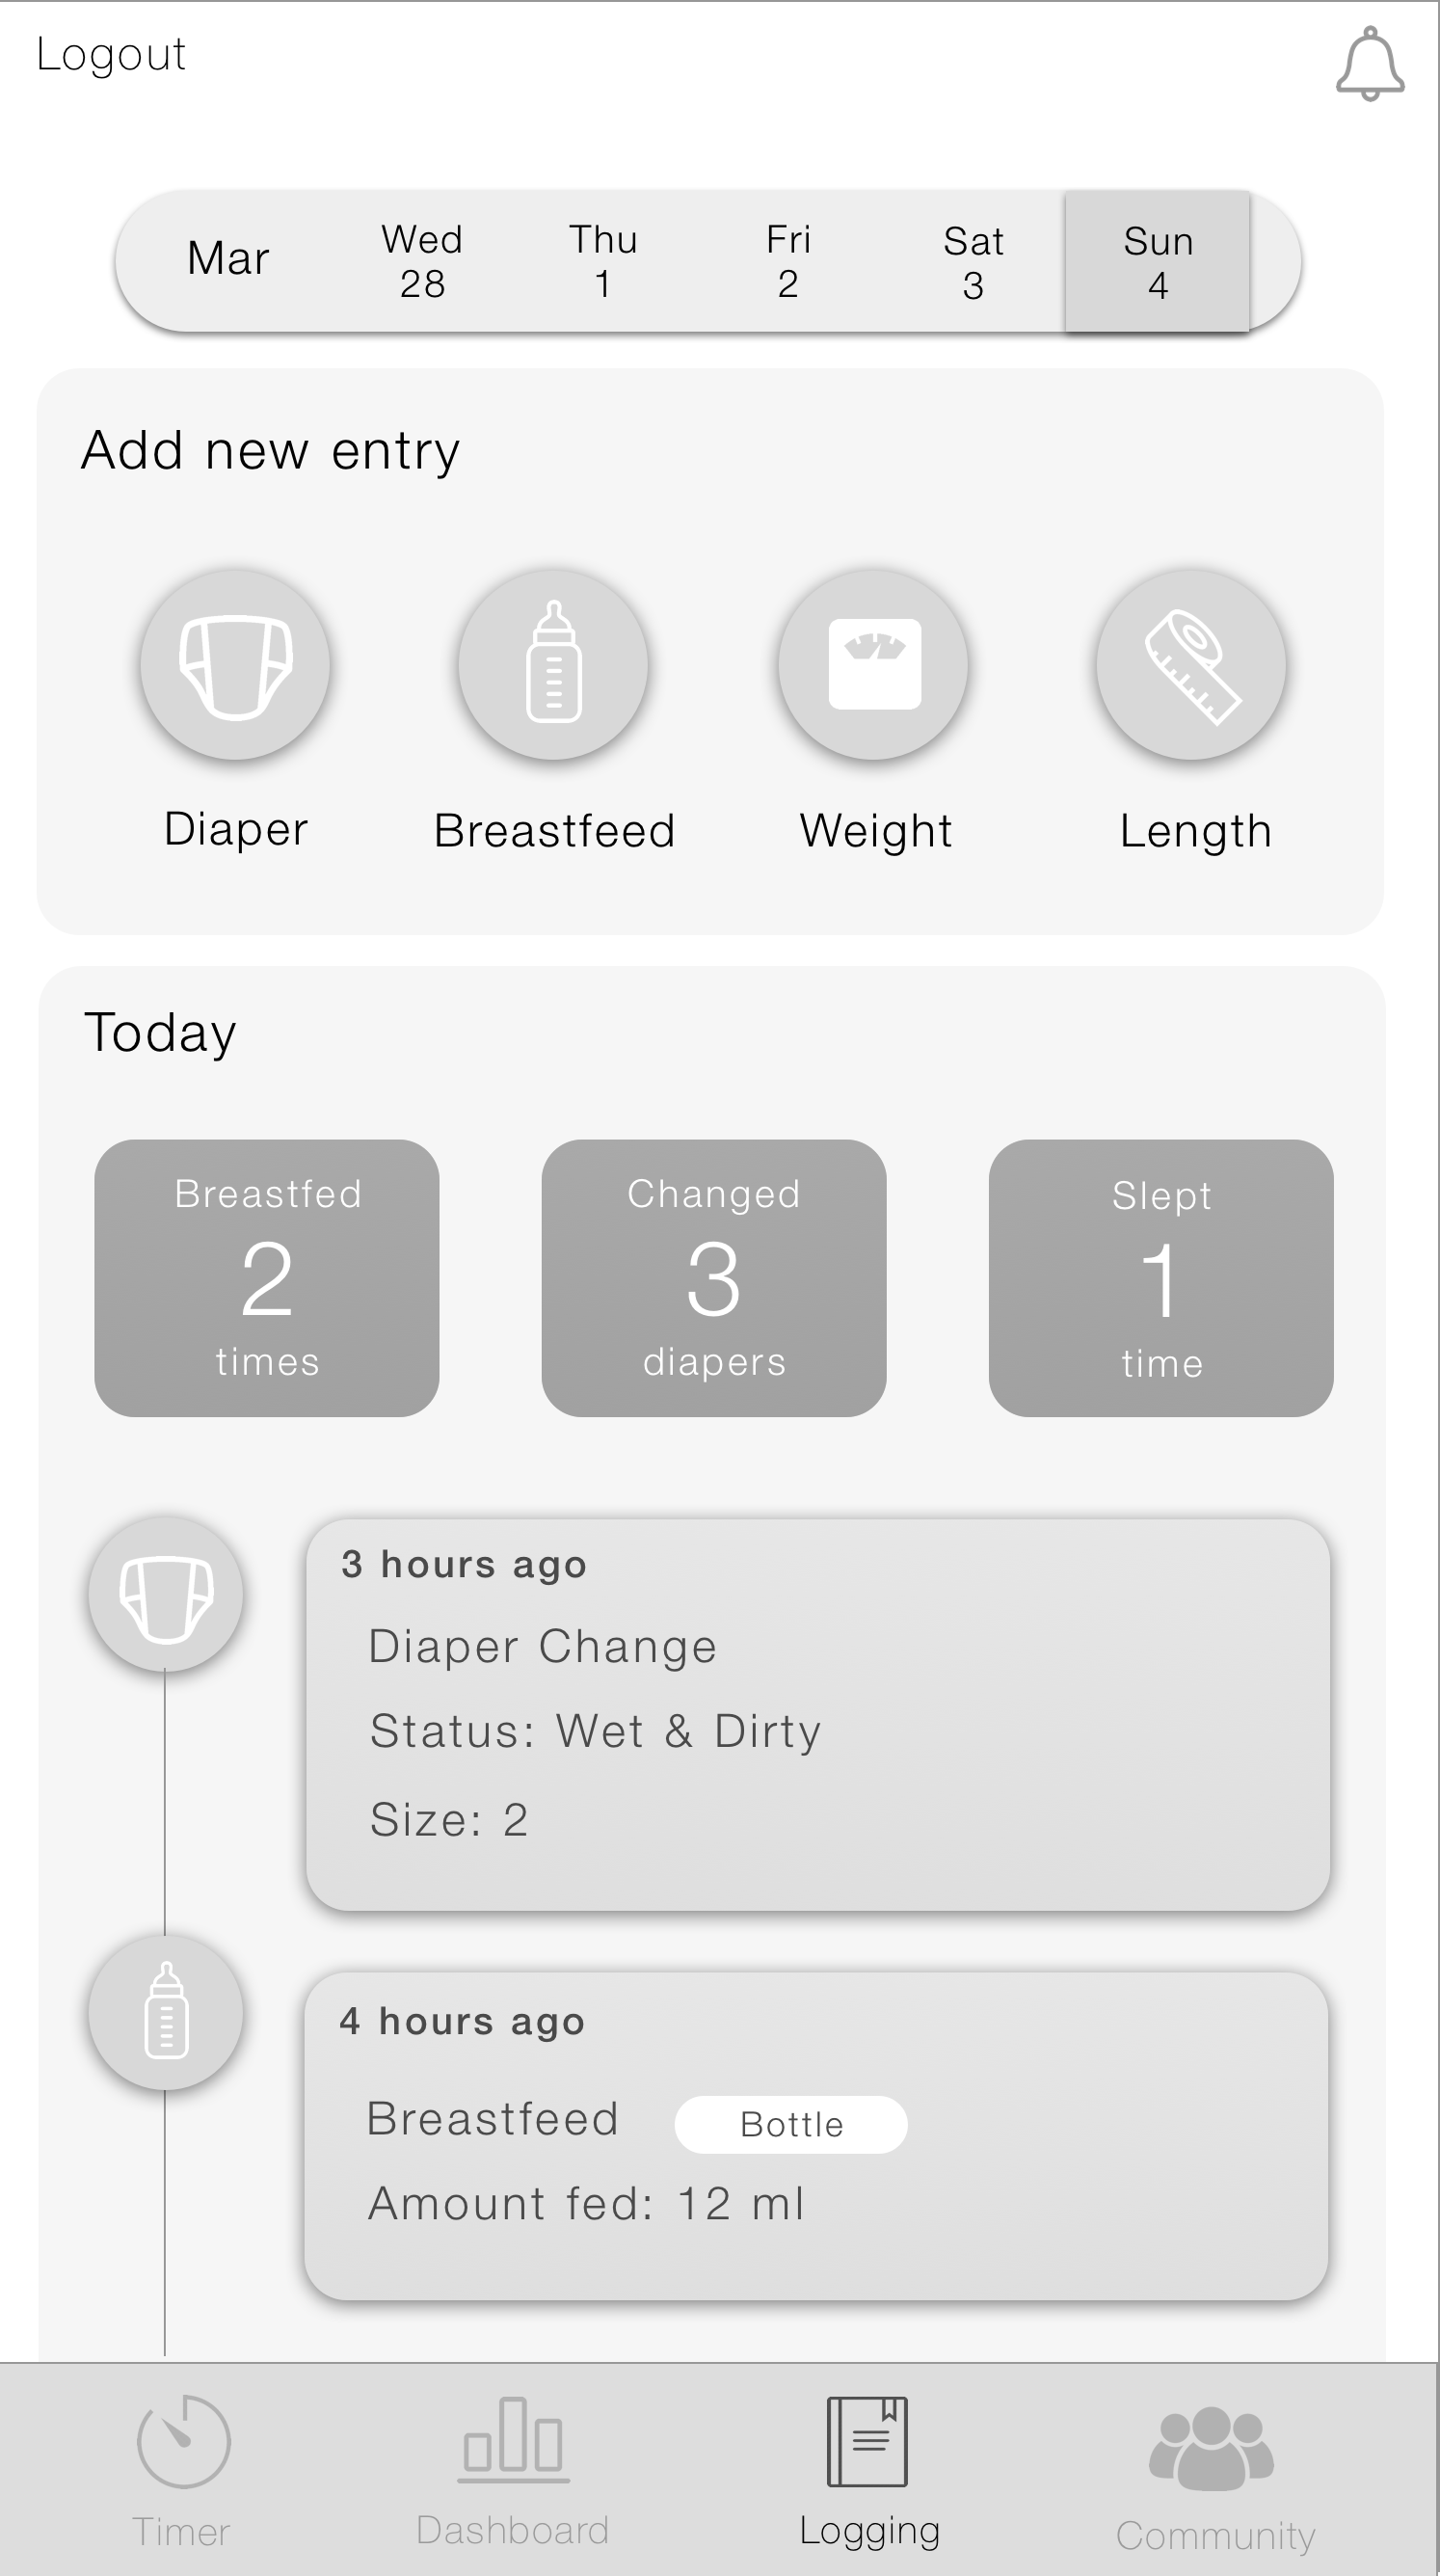 Logout
Mar
Wed
28
Thu
1
Fri
2
Sat
3
Sun
4
Add new entry
Diaper
Breastfeed
Weight
Length
Today
Breastfed
2
times
Changed
3
diapers
Slept
1
time
3 hours ago
Diaper Change
Status: Wet & Dirty
Size: 2
4 hours ago
Breastfeed
Bottle
Amount fed: 12 ml
Timer
Dashboard
Logging
Community